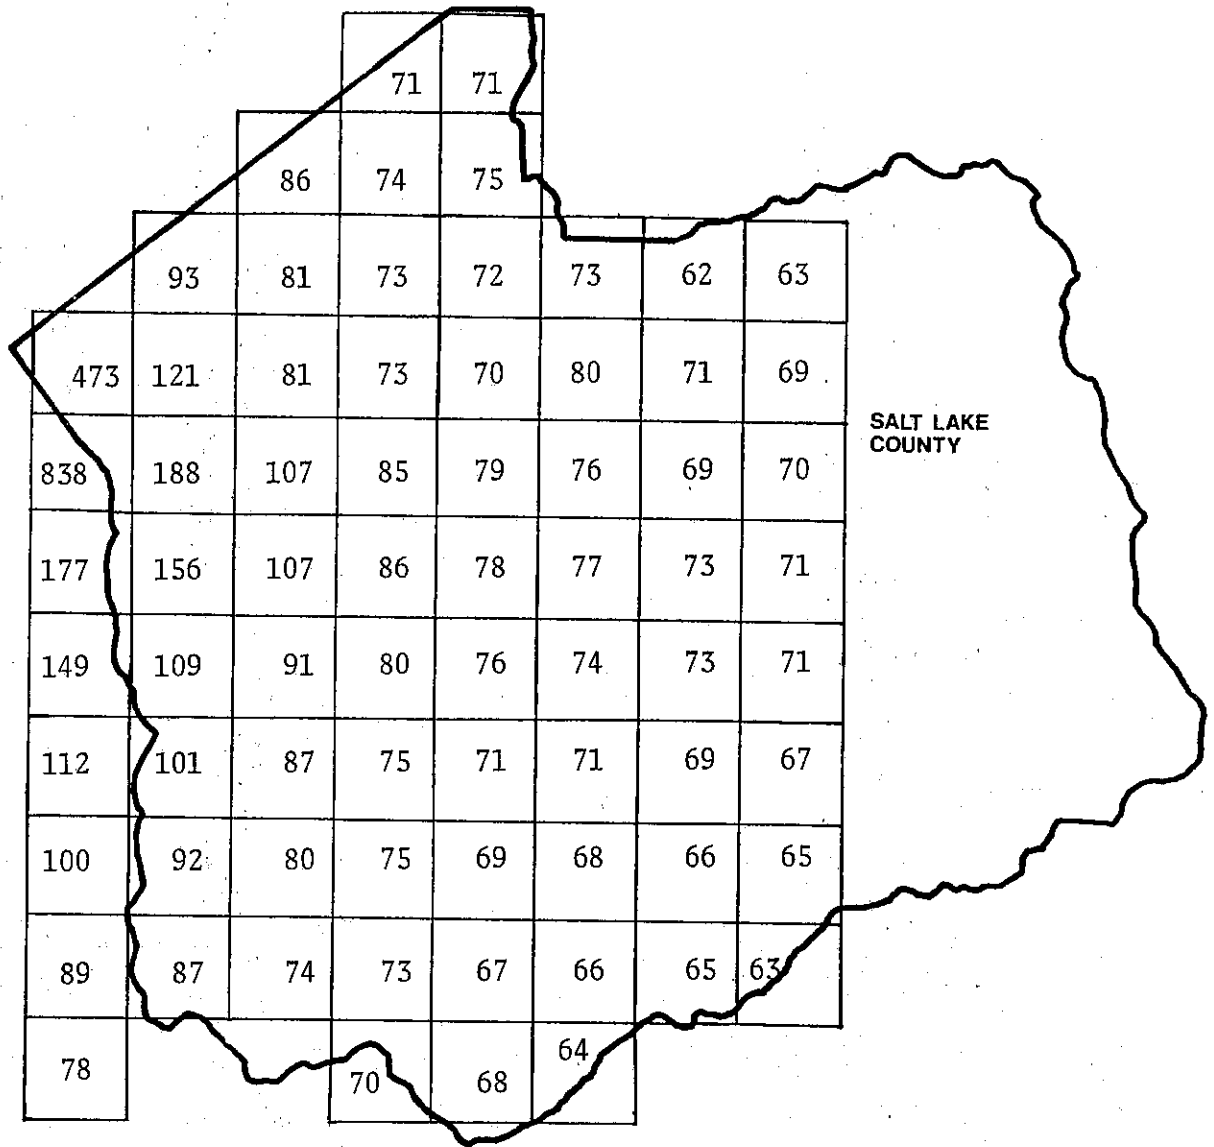 71 71
86 74 75
93 81 73 72 73 62 63
473 121 81 73 70 80 71 69
SALT LAKE
COUNTY
838 188 107 85 79 76 69 70
177 156 107 86 78 77 73 71
149 109 91 80 76 74 73 71
112 101 87 75 71 71 69 67
100 92 80 75 69 68 66 65
89 87 74 73 67 66 65 63
78 70 68 64